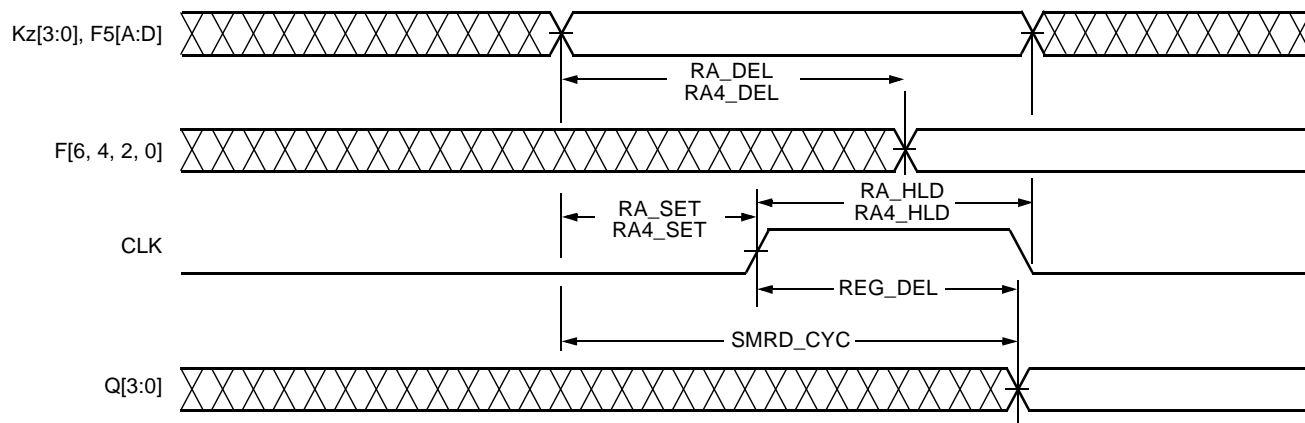 Kz[3:0], F5[A:D]
RA_DEL
RA4_DEL
F[6, 4, 2, 0]
RA_SET
RA4_SET
RA_HLD
RA4_HLD
CLK
REG_DEL
SMRD_CYC
Q[3:0]